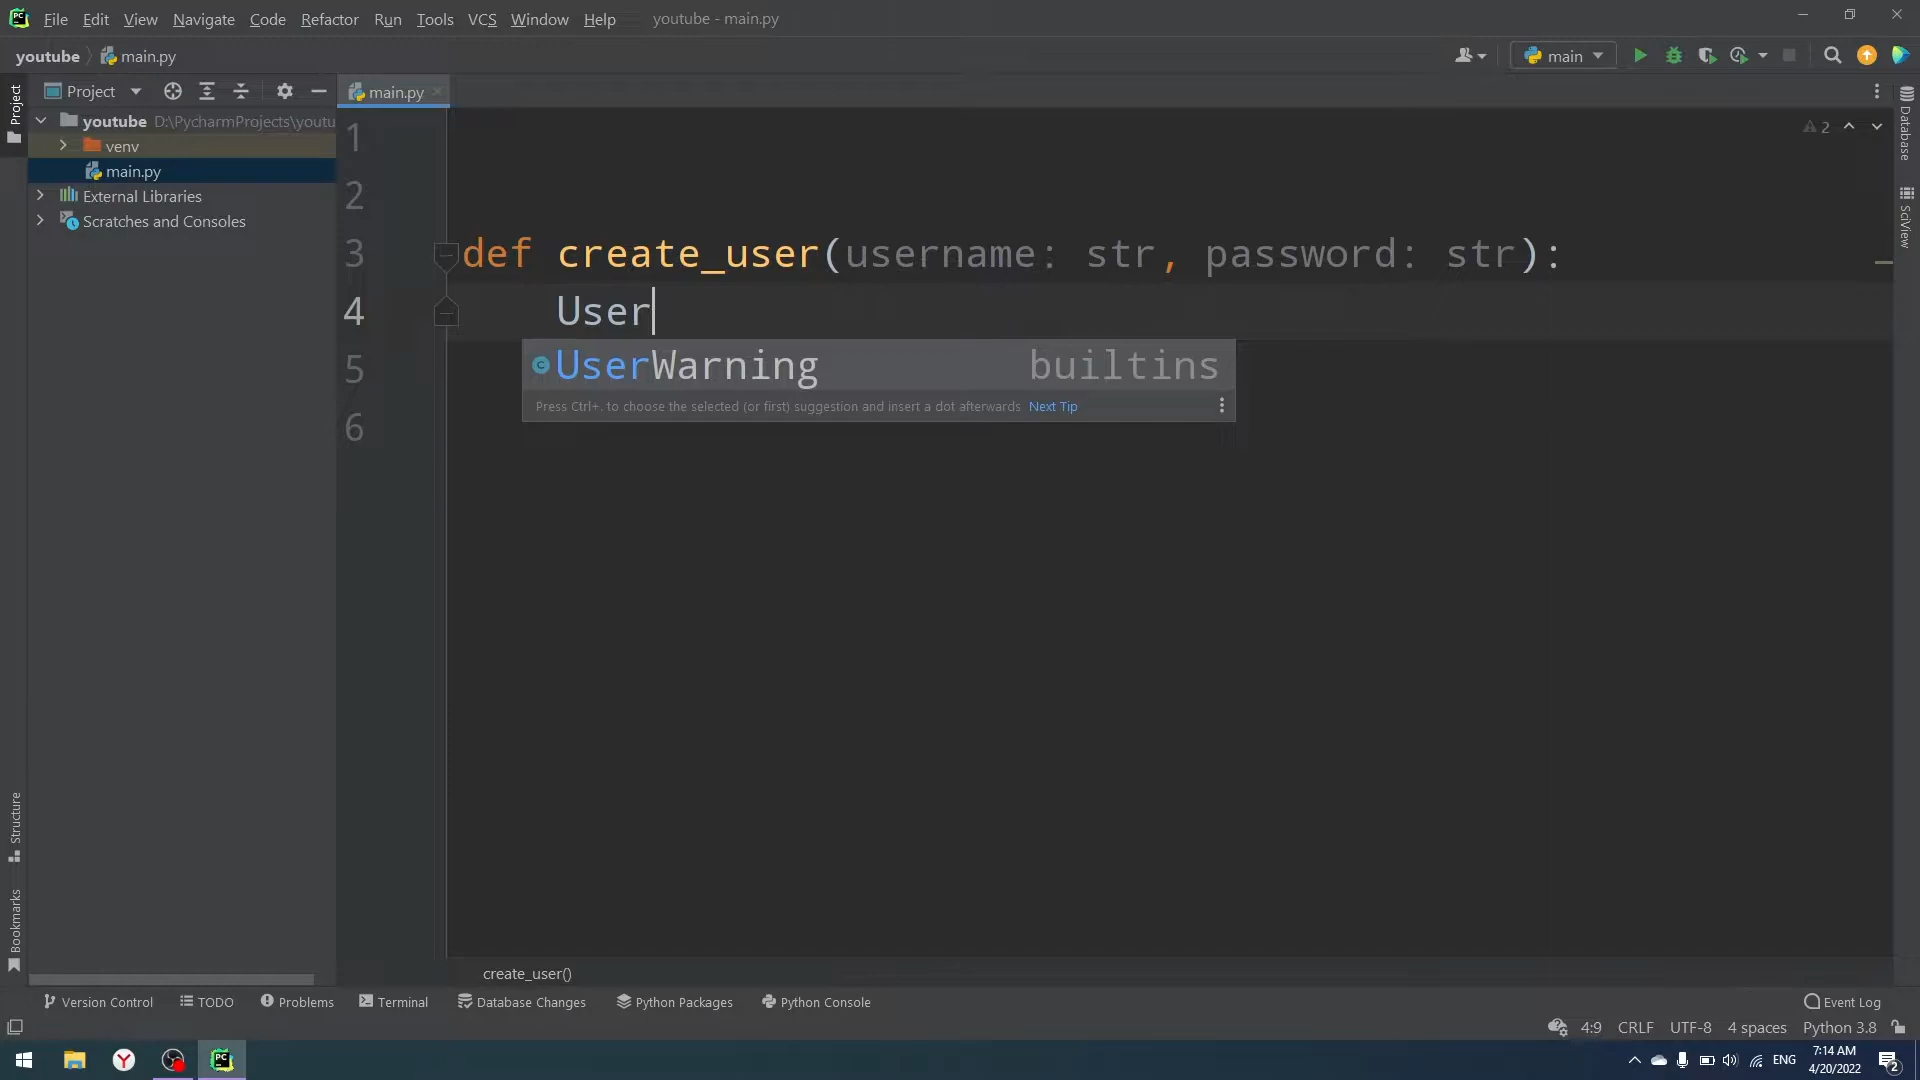 PC File Edit View Navigate Code Refactor Run Tools VCS Window Help youtube - main.py
youtube main.py main
Project main.py
Project
youtube D:\PycharmProjects\youtu
venv
main.py
External Libraries
Scratches and Consoles
Structure
Bookmarks
2
Database
SciView
1
2
3 def create_user(username: str, password: str):
4 User
UserWarning builtins
Press Ctrl+. to choose the selected (or first) suggestion and insert a dot afterwards Next Tip
5
6
create_user()
Version Control TODO Problems Terminal Database Changes Python Packages Python Console Event Log
4:9 CRLF UTF-8 4 spaces Python 3.8
Y PC ENG 7:14 AM
4/20/2022 2